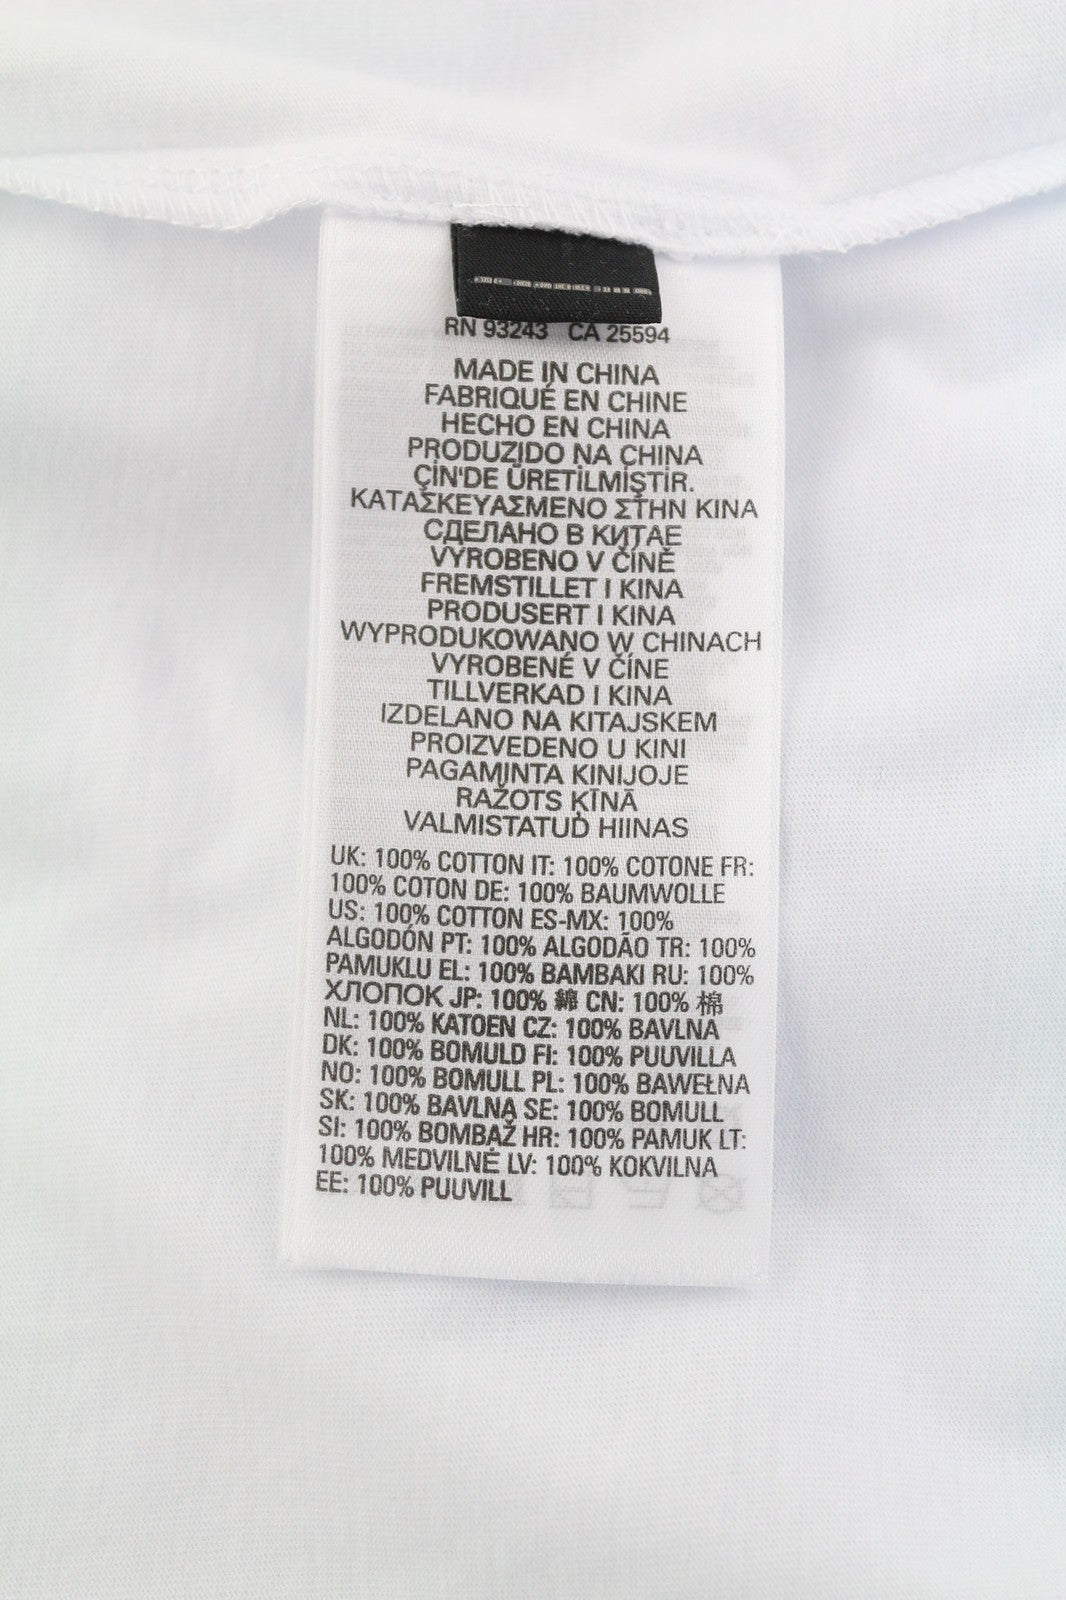 RN 93243 CA 25594
MADE IN CHINA
FABRIQUÉ EN CHINE
HECHO EN CHINA
PRODUZIDO NA CHINA
ÇİN'DE ÜRETİLMİŞTİR.
ΚΑΤΑΣΚΕΥΑΣΜΕΝΟ ΣΤΗΝ ΚΙΝΑ
СДЕЛАНО В КИТАЕ
VYROBENO V ČÍNĚ
FREMSTILLET I KINA
PRODUSERT I KINA
WYPRODUKOWANO W CHINACH
VYROBENÉ V ČÍNE
TILLVERKAD I KINA
IZDELANO NA KITAJSKEM
PROIZVEDENO U KINI
PAGAMINTA KINIJOJE
RAŽOTS ĶĪNĀ
VALMISTATUD HIINAS
UK: 100% COTTON IT: 100% COTONE FR:
100% COTON DE: 100% BAUMWOLLE
US: 100% COTTON ES-MX: 100%
ALGODÓN PT: 100% ALGODÃO TR: 100%
PAMUKLU EL: 100% ΒΑΜΒΑΚΙ RU: 100%
ХЛОПОК JP: 100% 綿 CN: 100% 棉
NL: 100% KATOEN CZ: 100% BAVLNA
DK: 100% BOMULD FI: 100% PUUVILLA
NO: 100% BOMULL PL: 100% BAWEŁNA
SK: 100% BAVLNA SE: 100% BOMULL
SI: 100% BOMBAŽ HR: 100% PAMUK LT:
100% MEDVILNĖ LV: 100% KOKVILNA
EE: 100% PUUVILL